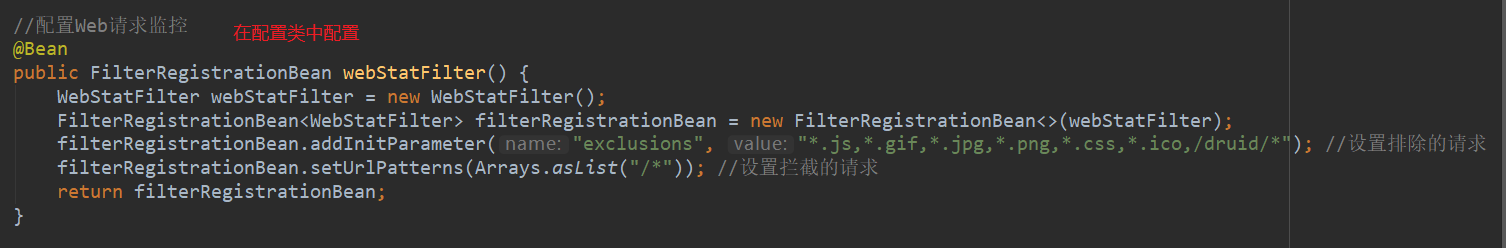 //配置Web请求监控
在配置类中配置
@Bean
public FilterRegistrationBean webStatFilter() {
    WebStatFilter webStatFilter = new WebStatFilter();
    FilterRegistrationBean<WebStatFilter> filterRegistrationBean = new FilterRegistrationBean<>(webStatFilter);
    filterRegistrationBean.addInitParameter( name: "exclusions", value: "*.js,*.gif,*.jpg,*.png,*.css,*.ico,/druid/*"); //设置排除的请求
    filterRegistrationBean.setUrlPatterns(Arrays.asList("/*")); //设置拦截的请求
    return filterRegistrationBean;
}